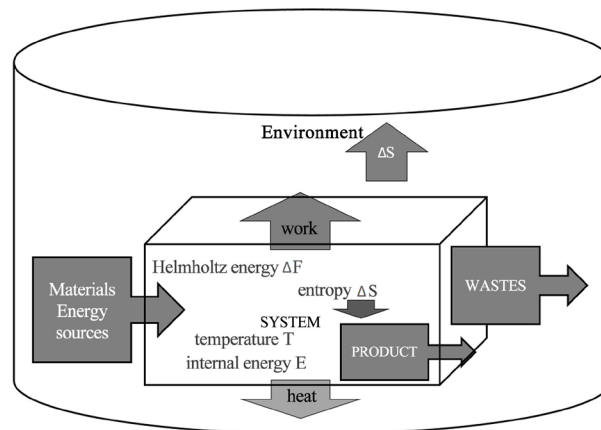 Environment
ΔS
work
Helmholtz energy ΔF
entropy ΔS
Materials
Energy
sources
WASTES
SYSTEM
temperature T
internal energy E
PRODUCT
heat